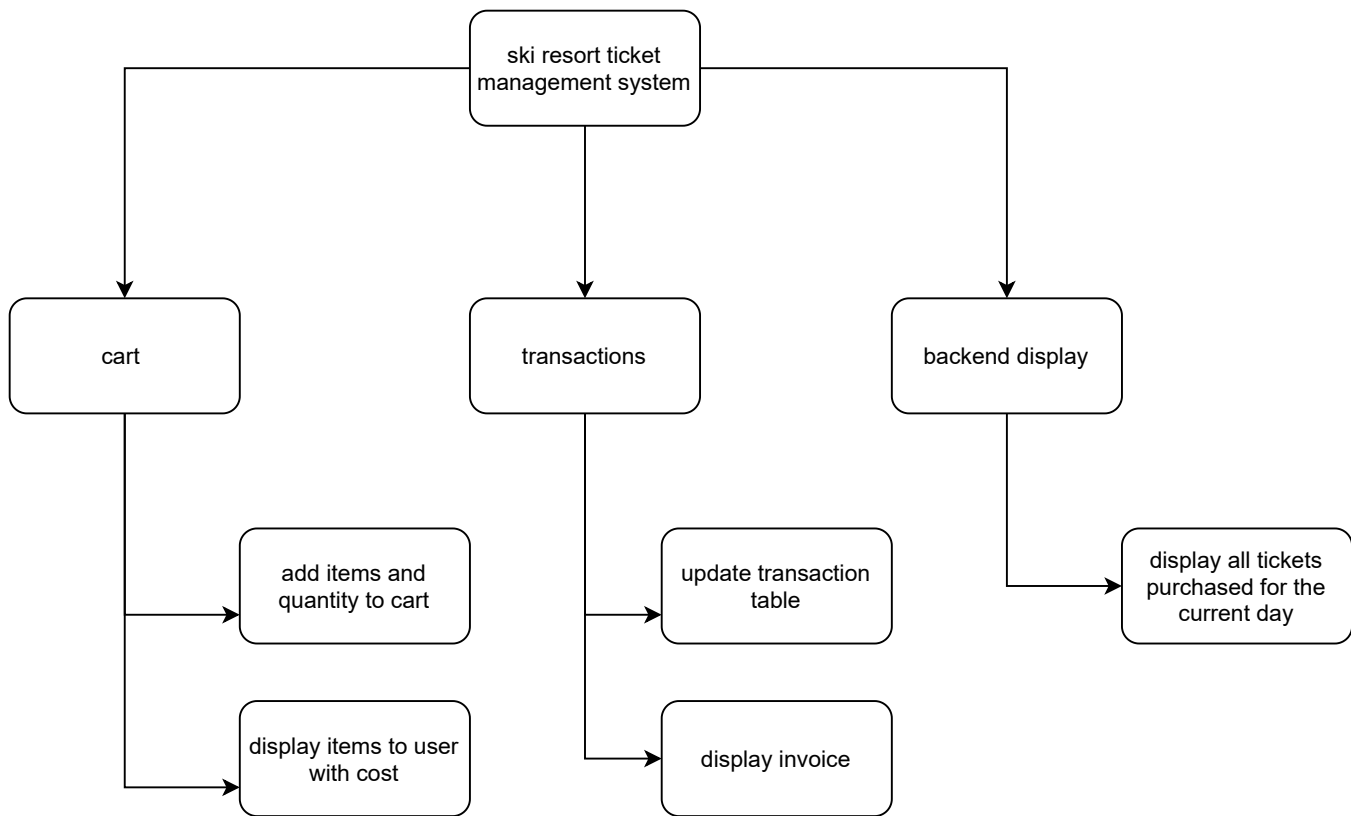 ski resort ticket
management system
cart
transactions
backend display
add items and
quantity to cart
update transaction
table
display all tickets
purchased for the
current day
display items to user
with cost
display invoice